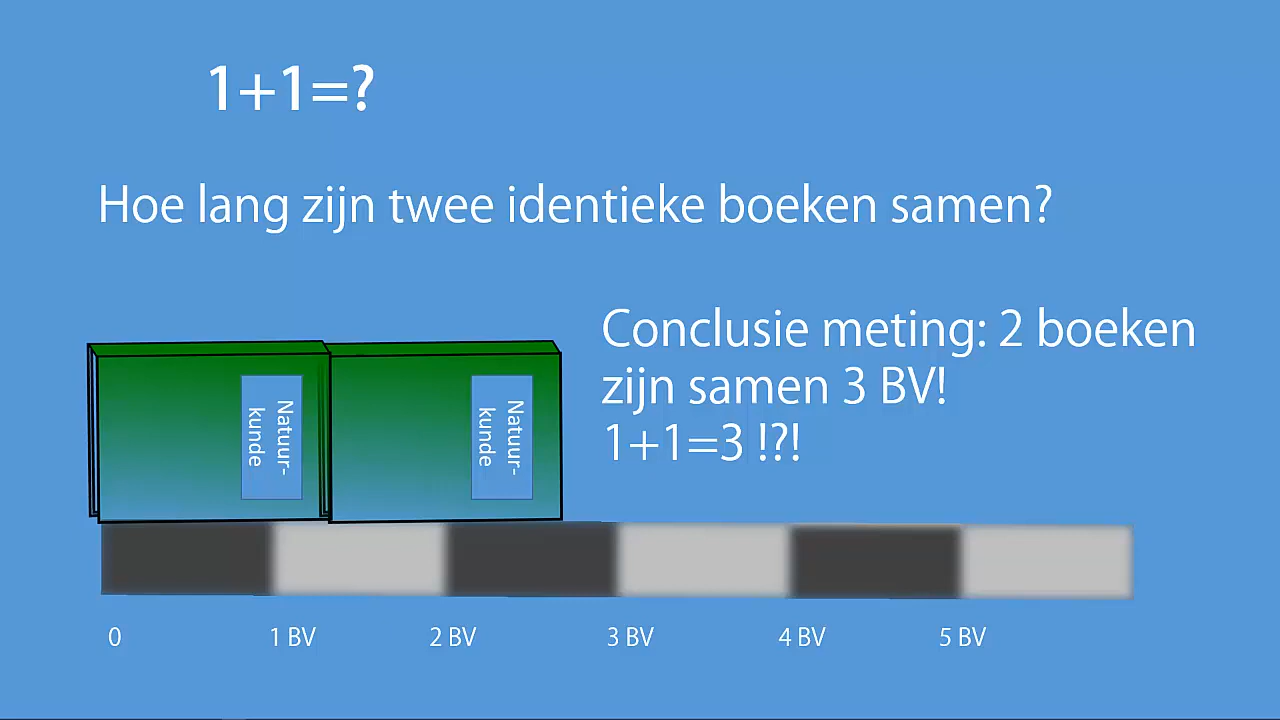 1+1=?
Hoe lang zijn twee identieke boeken samen?
Conclusie meting: 2 boeken
zijn samen 3 BV!
1+1=3 !?!
Natuur-
kunde
Natuur-
kunde
0 1 BV 2 BV 3 BV 4 BV 5 BV